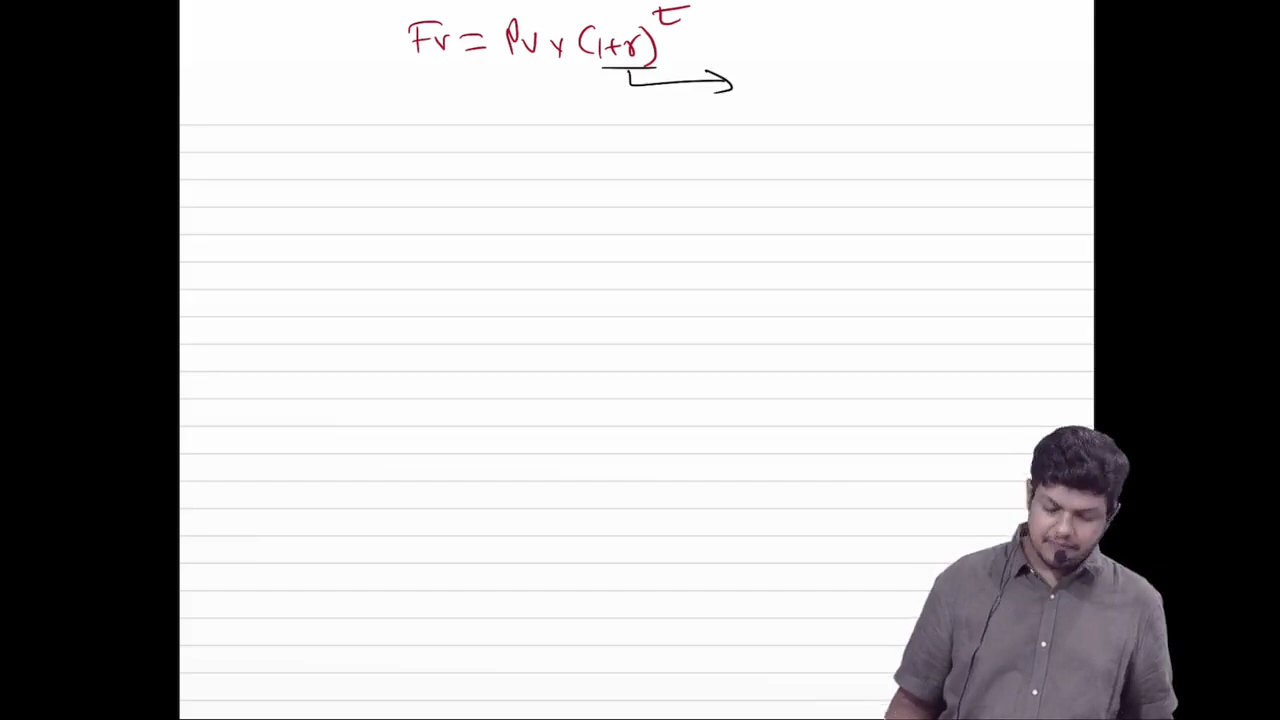 Fv = Pv x (1+r)^t